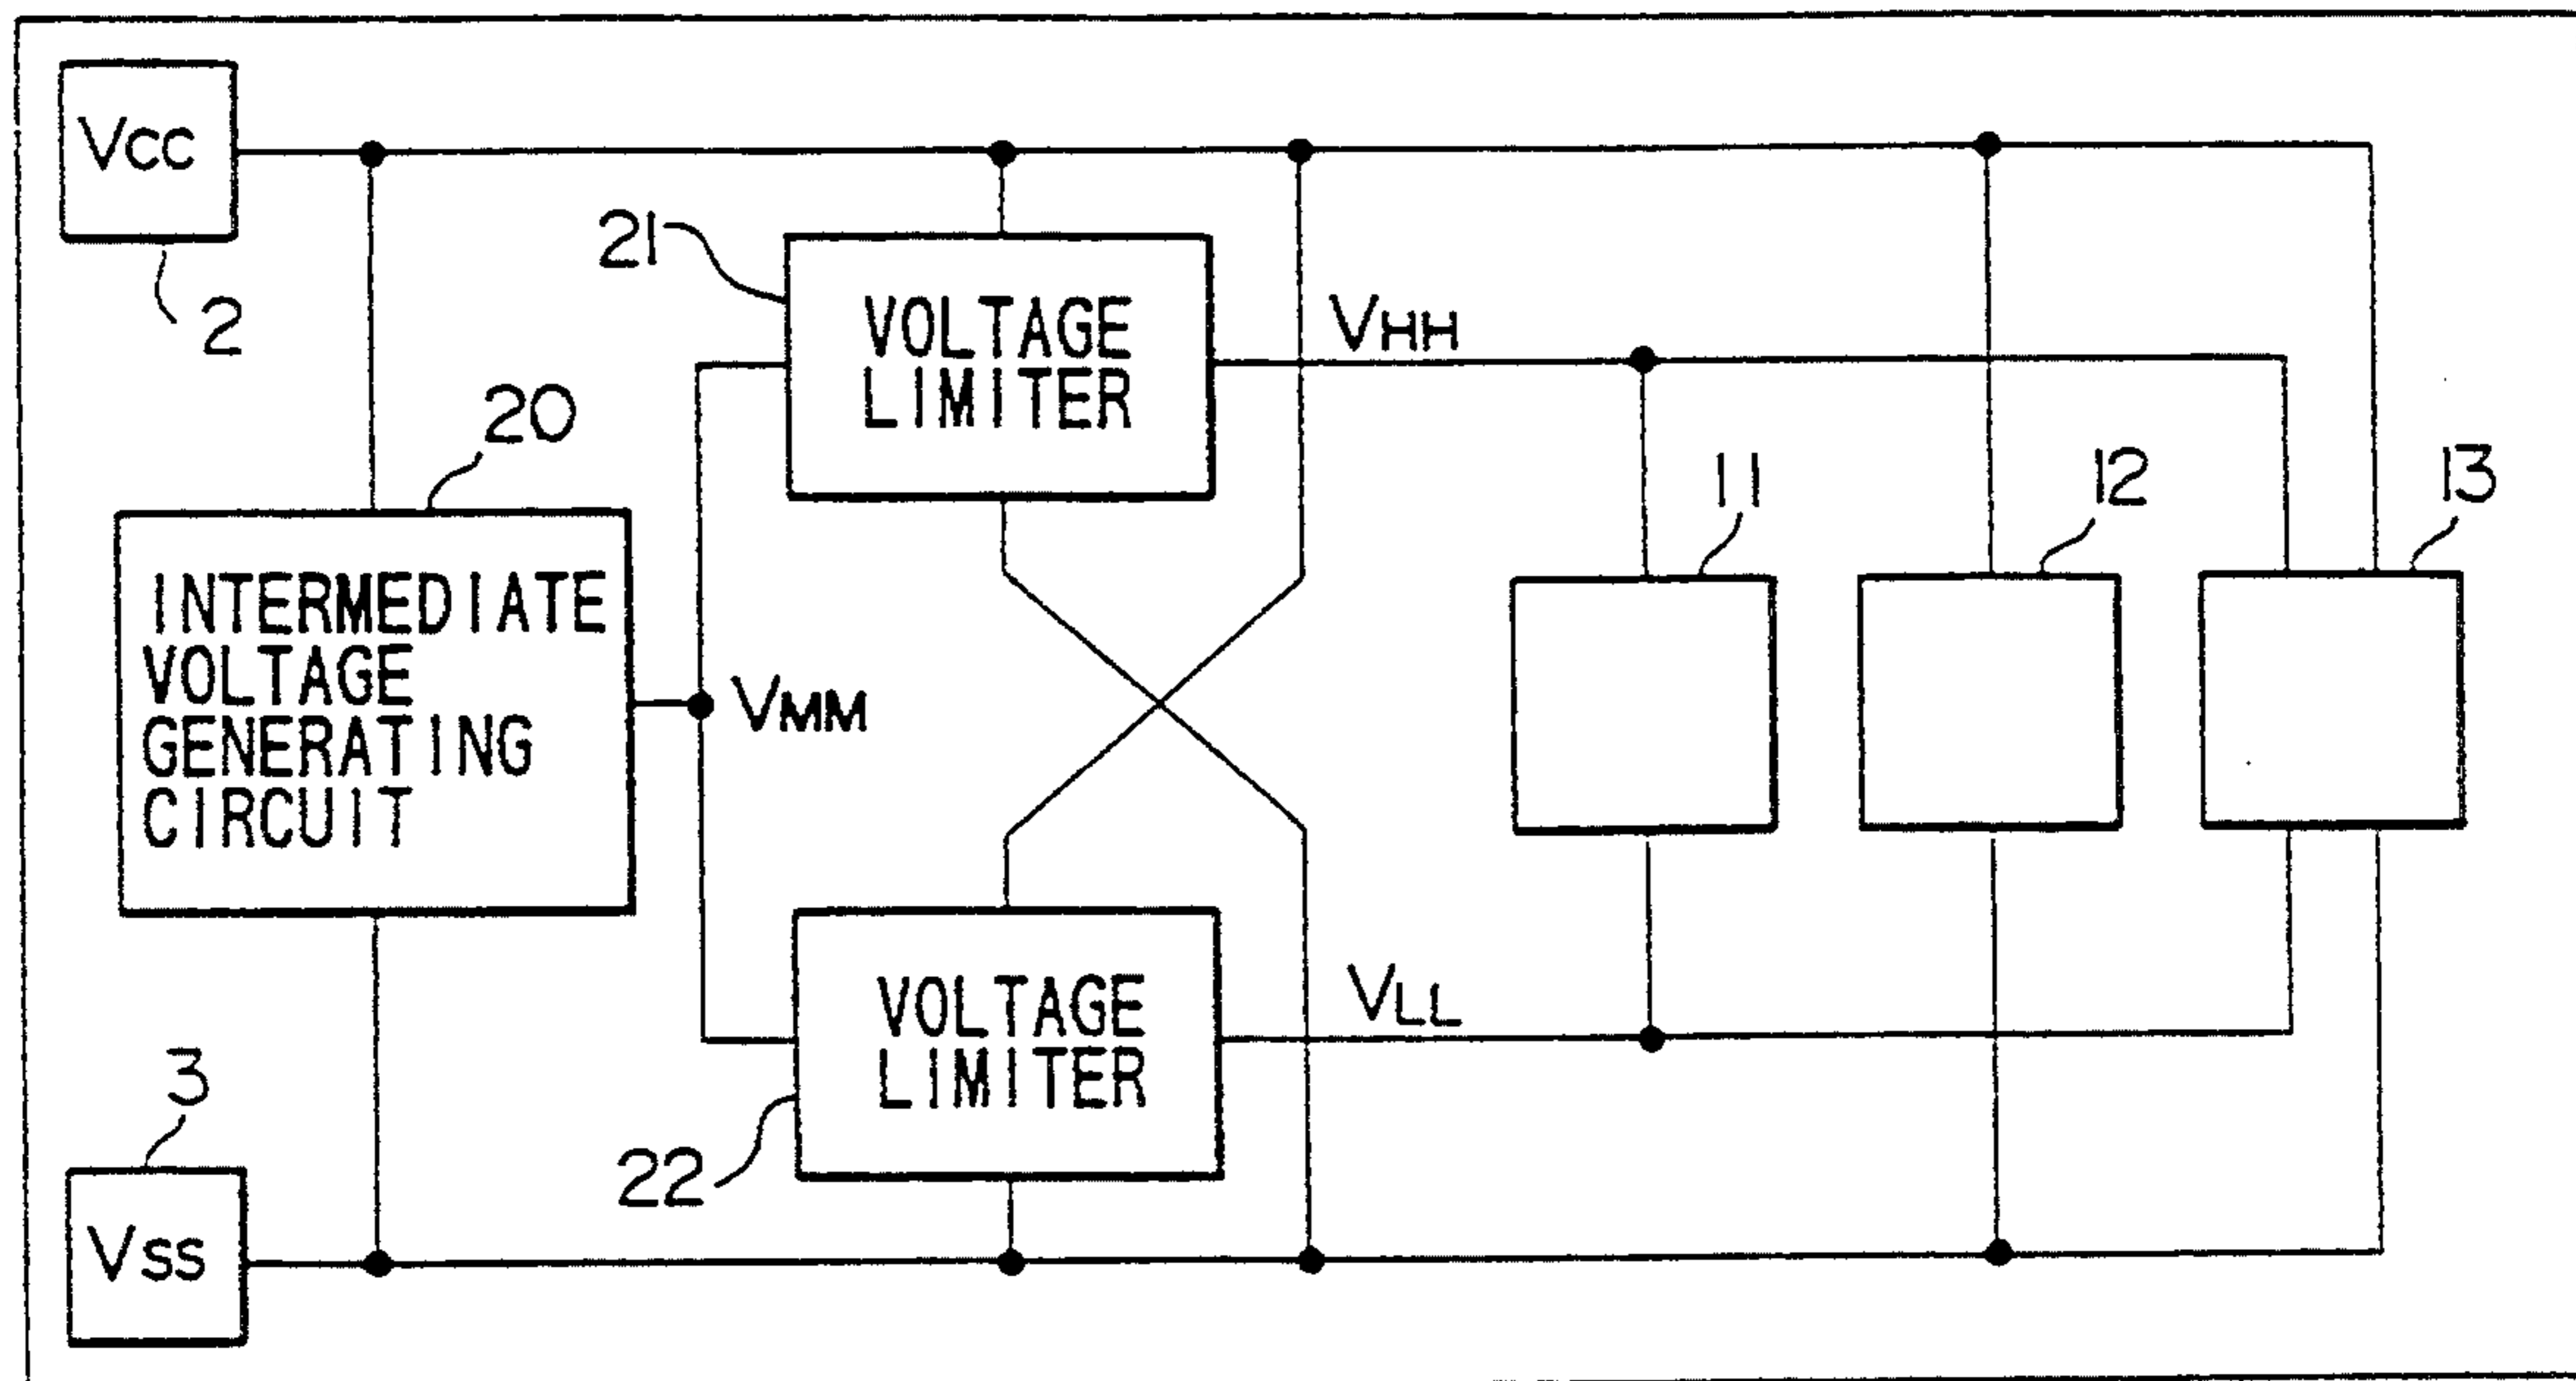 Vcc
2
21
VOLTAGE
LIMITER
VHH
20
INTERMEDIATE
VOLTAGE
GENERATING
CIRCUIT
VMM
11
12
13
VOLTAGE
LIMITER
VLL
22
3
Vss